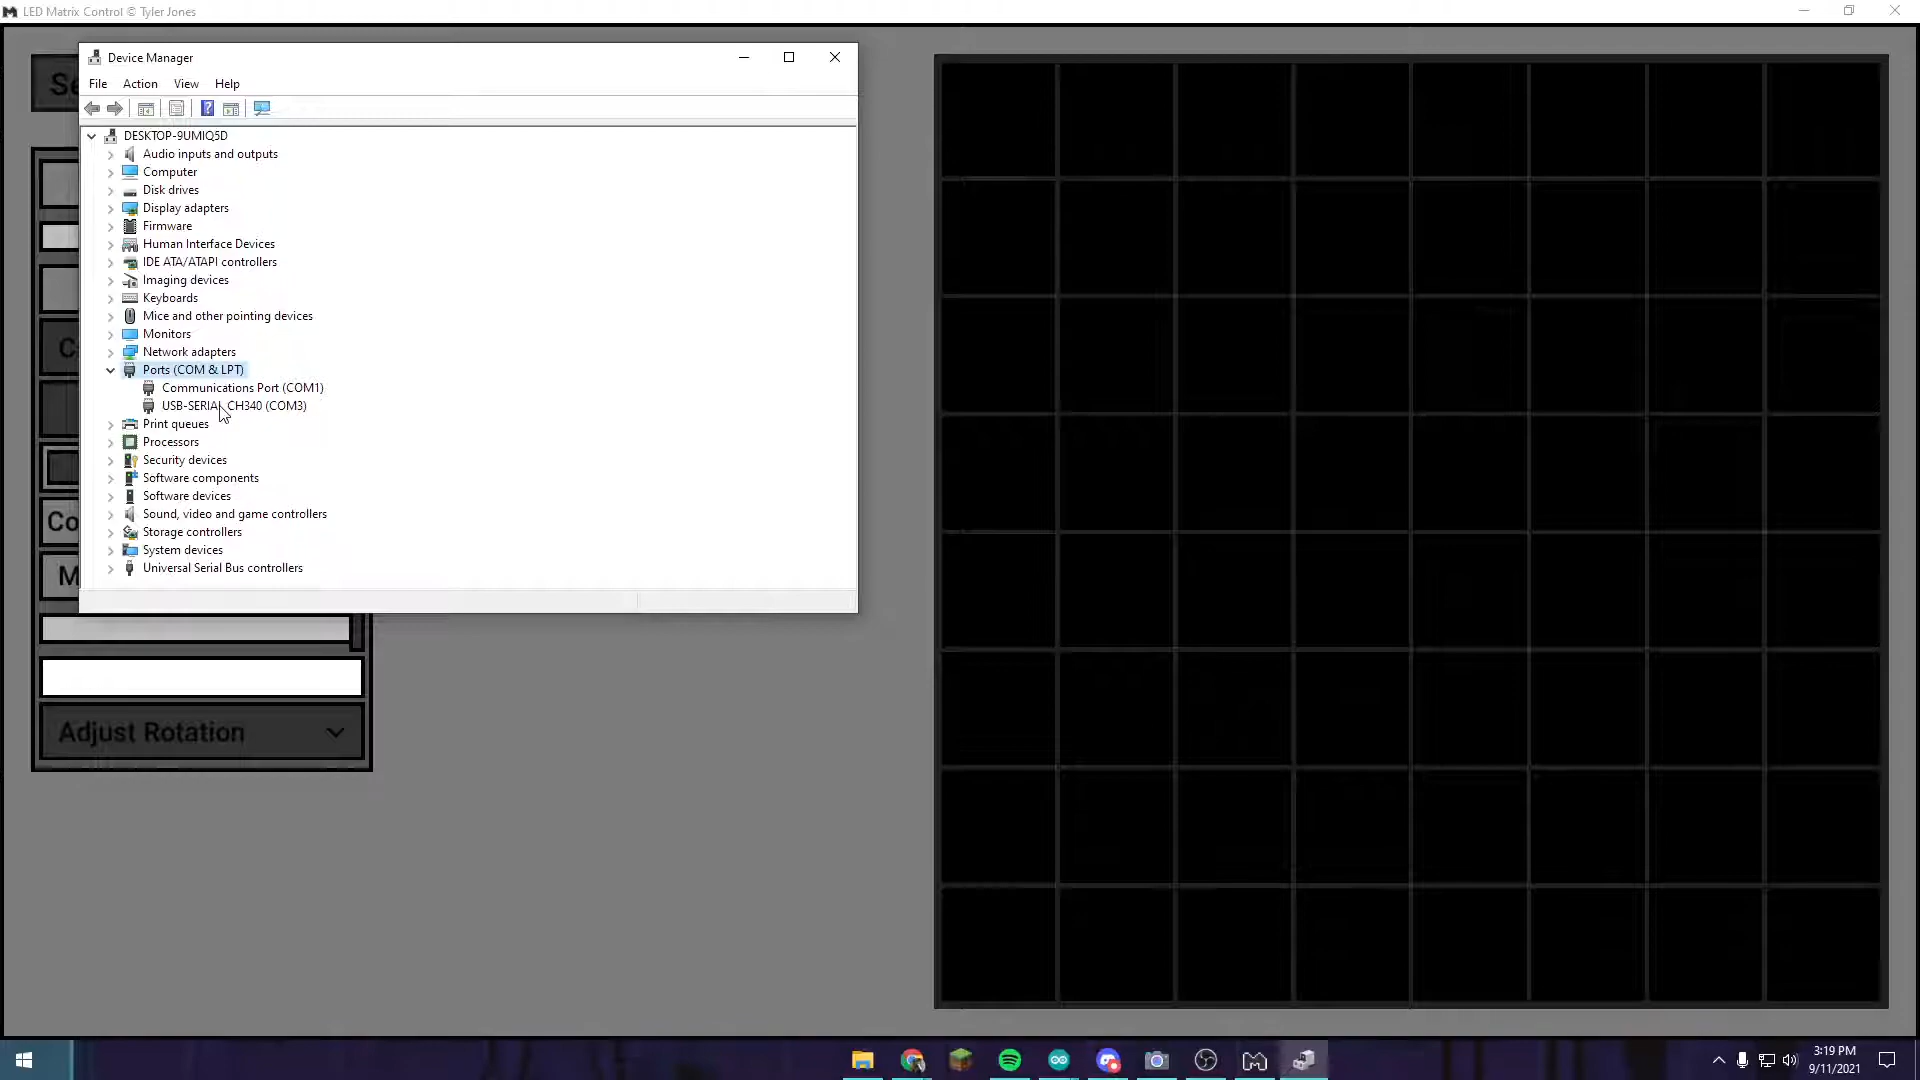 LED Matrix Control © Tyler Jones
Device Manager
File Action View Help
DESKTOP-9UMIQ5D
Audio inputs and outputs
Computer
Disk drives
Display adapters
Firmware
Human Interface Devices
IDE ATA/ATAPI controllers
Imaging devices
Keyboards
Mice and other pointing devices
Monitors
Network adapters
Ports (COM & LPT)
Communications Port (COM1)
USB-SERIAL CH340 (COM3)
Print queues
Processors
Security devices
Software components
Software devices
Sound, video and game controllers
Storage controllers
System devices
Universal Serial Bus controllers
Se
C
Co
M
Adjust Rotation
3:19 PM
9/11/2021